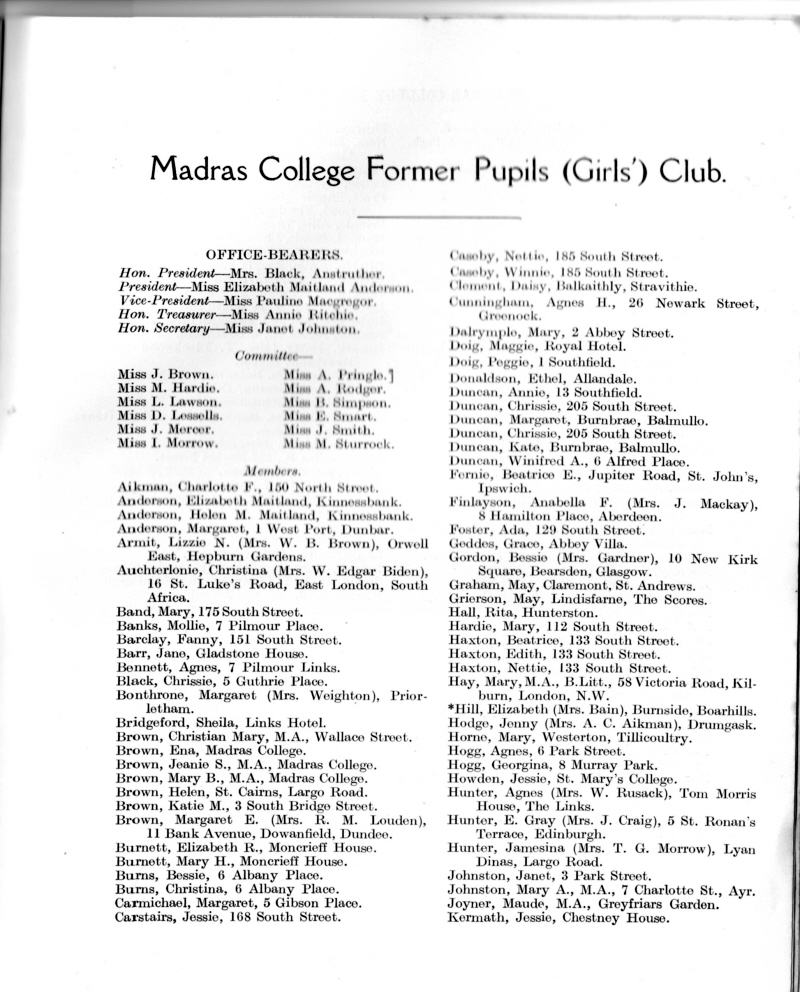 Madras College Former Pupils (Girls') Club.
OFFICE-BEARERS.
Hon. President—Mrs. Black, Anstruther.
President—Miss Elizabeth Maitland Anderson.
Vice-President—Miss Pauline Macgregor.
Hon. Treasurer—Miss Annie Ritchie.
Hon. Secretary—Miss Janet Johnston.
Committee—
Miss J. Brown. Miss A. Pringle.
Miss M. Hardie. Miss A. Rodger.
Miss L. Lawson. Miss B. Simpson.
Miss D. Lessells. Miss E. Smart.
Miss J. Mercer. Miss J. Smith.
Miss I. Morrow. Miss M. Sturrock.
Members.
Aikman, Charlotte F., 150 North Street.
Anderson, Elizabeth Maitland, Kinnessbank.
Anderson, Helen M. Maitland, Kinnessbank.
Anderson, Margaret, 1 West Port, Dunbar.
Armit, Lizzie N. (Mrs. W. B. Brown), Orwell
East, Hepburn Gardens.
Auchterlonie, Christina (Mrs. W. Edgar Biden),
16 St. Luke's Road, East London, South
Africa.
Band, Mary, 175 South Street.
Banks, Mollie, 7 Pilmour Place.
Barclay, Fanny, 151 South Street.
Barr, Jane, Gladstone House.
Bennett, Agnes, 7 Pilmour Links.
Black, Chrissie, 5 Guthrie Place.
Bonthrone, Margaret (Mrs. Weighton), Prior-
letham.
Bridgeford, Sheila, Links Hotel.
Brown, Christian Mary, M.A., Wallace Street.
Brown, Ena, Madras College.
Brown, Jeanie S., M.A., Madras College.
Brown, Mary B., M.A., Madras College.
Brown, Helen, St. Cairns, Largo Road.
Brown, Katie M., 3 South Bridge Street.
Brown, Margaret E. (Mrs. R. M. Louden),
11 Bank Avenue, Dowanfield, Dundee.
Burnett, Elizabeth R., Moncrieff House.
Burnett, Mary H., Moncrieff House.
Burns, Bessie, 6 Albany Place.
Burns, Christina, 6 Albany Place.
Carmichael, Margaret, 5 Gibson Place.
Carstairs, Jessie, 168 South Street.
Caseby, Nettie, 185 South Street.
Caseby, Winnie, 185 South Street.
Clement, Daisy, Balkaithly, Stravithie.
Cunningham, Agnes H., 26 Newark Street,
Greenock.
Dalrymple, Mary, 2 Abbey Street.
Doig, Maggie, Royal Hotel.
Doig, Peggie, 1 Southfield.
Donaldson, Ethel, Allandale.
Duncan, Annie, 13 Southfield.
Duncan, Chrissie, 205 South Street.
Duncan, Margaret, Burnbrae, Balmullo.
Duncan, Chrissie, 205 South Street.
Duncan, Kate, Burnbrae, Balmullo.
Duncan, Winifred A., 6 Alfred Place.
Fernie, Beatrice E., Jupiter Road, St. John's,
Ipswich.
Finlayson, Anabella F. (Mrs. J. Mackay),
8 Hamilton Place, Aberdeen.
Foster, Ada, 129 South Street.
Geddes, Grace, Abbey Villa.
Gordon, Bessie (Mrs. Gardner), 10 New Kirk
Square, Bearsden, Glasgow.
Graham, May, Claremont, St. Andrews.
Grierson, May, Lindisfarne, The Scores.
Hall, Rita, Hunterston.
Hardie, Mary, 112 South Street.
Haxton, Beatrice, 133 South Street.
Haxton, Edith, 133 South Street.
Haxton, Nettie, 133 South Street.
Hay, Mary, M.A., B.Litt., 58 Victoria Road, Kil-
burn, London, N.W.
*Hill, Elizabeth (Mrs. Bain), Burnside, Boarhills.
Hodge, Jenny (Mrs. A. C. Aikman), Drumgask.
Horne, Mary, Westerton, Tillicoultry.
Hogg, Agnes, 6 Park Street.
Hogg, Georgina, 8 Murray Park.
Howden, Jessie, St. Mary's College.
Hunter, Agnes (Mrs. W. Rusack), Tom Morris
House, The Links.
Hunter, E. Gray (Mrs. J. Craig), 5 St. Ronan's
Terrace, Edinburgh.
Hunter, Jamesina (Mrs. T. G. Morrow), Lyan
Dinas, Largo Road.
Johnston, Janet, 3 Park Street.
Johnston, Mary A., M.A., 7 Charlotte St., Ayr.
Joyner, Maude, M.A., Greyfriars Garden.
Kermath, Jessie, Chestney House.